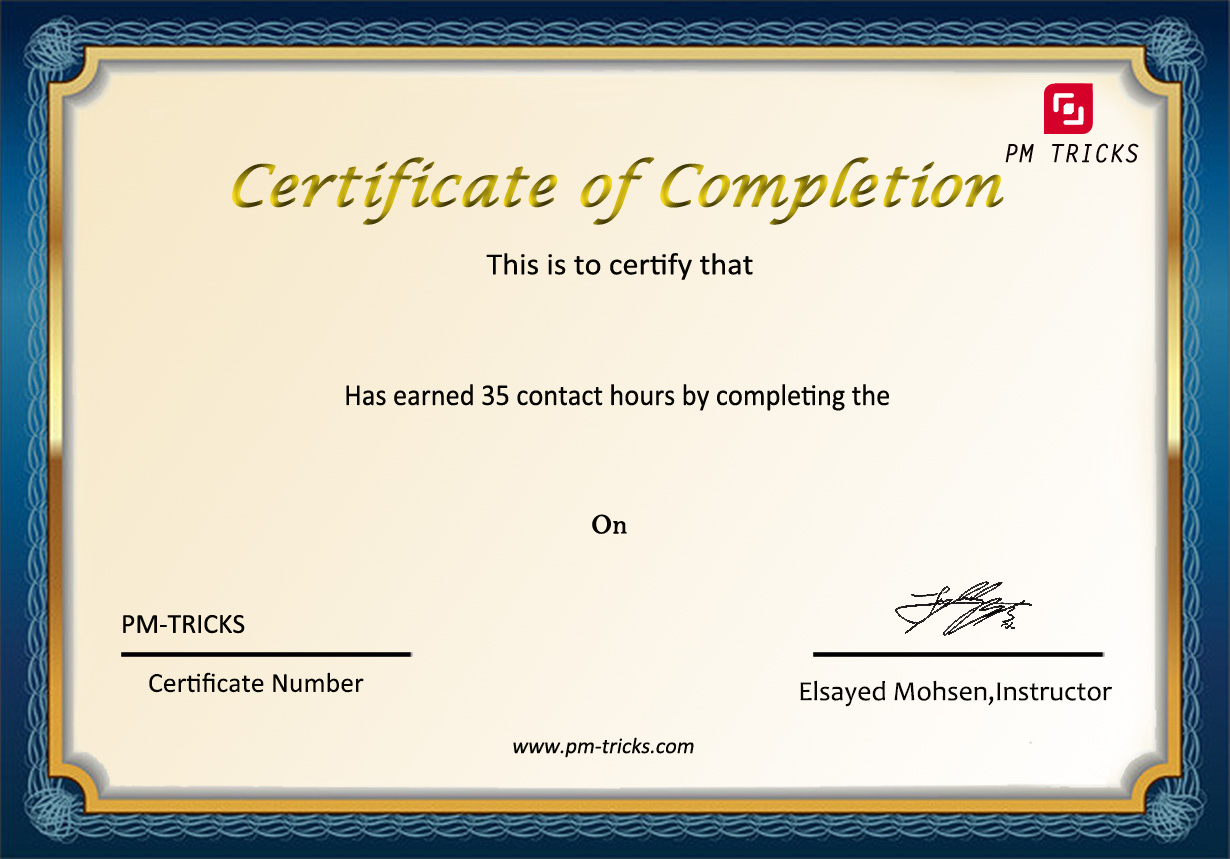 PM TRICKS
Certificate of Completion
This is to certify that
Has earned 35 contact hours by completing the
On
PM-TRICKS
Certificate Number
Elsayed Mohsen,Instructor
www.pm-tricks.com